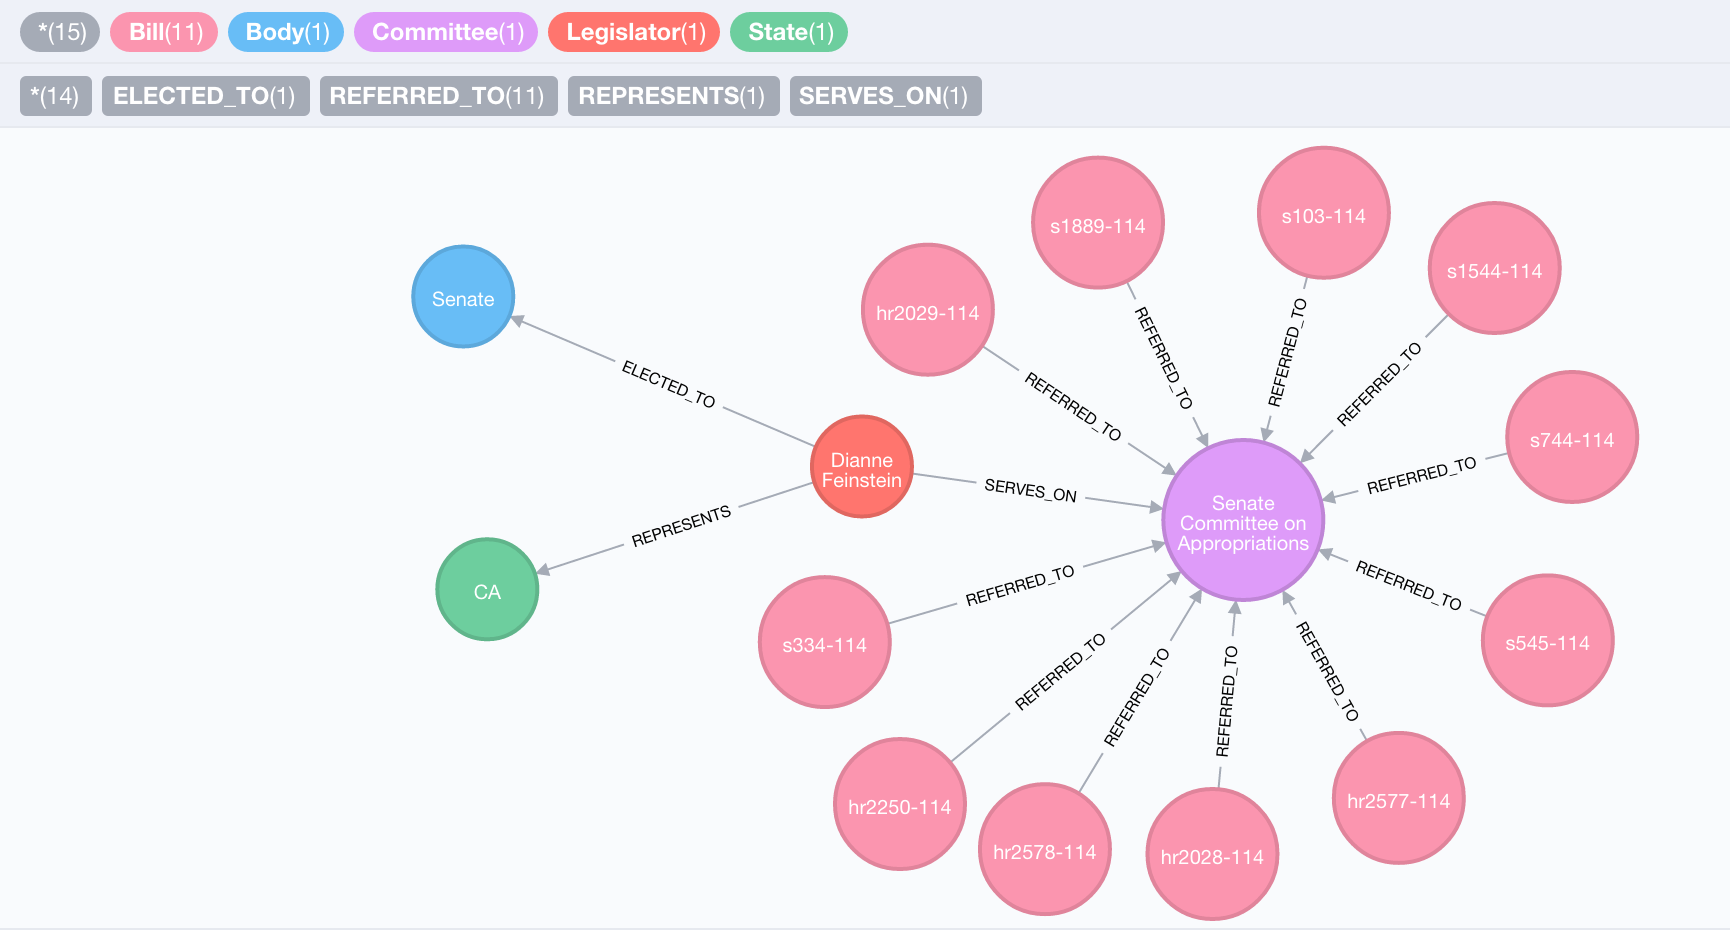 *(15) Bill(11) Body(1) Committee(1) Legislator(1) State(1)
*(14) ELECTED_TO(1) REFERRED_TO(11) REPRESENTS(1) SERVES_ON(1)
s1889-114
s103-114
s1544-114
hr2029-114
Senate
REFERRED_TO
REFERRED_TO
REFERRED_TO
REFERRED_TO
ELECTED_TO
s744-114
REFERRED_TO
Dianne
Feinstein
SERVES_ON
Senate
Committee on
Appropriations
REPRESENTS
CA
REFERRED_TO
REFERRED_TO
s334-114
s545-114
REFERRED_TO
REFERRED_TO
REFERRED_TO
REFERRED_TO
hr2250-114
hr2578-114
hr2028-114
hr2577-114